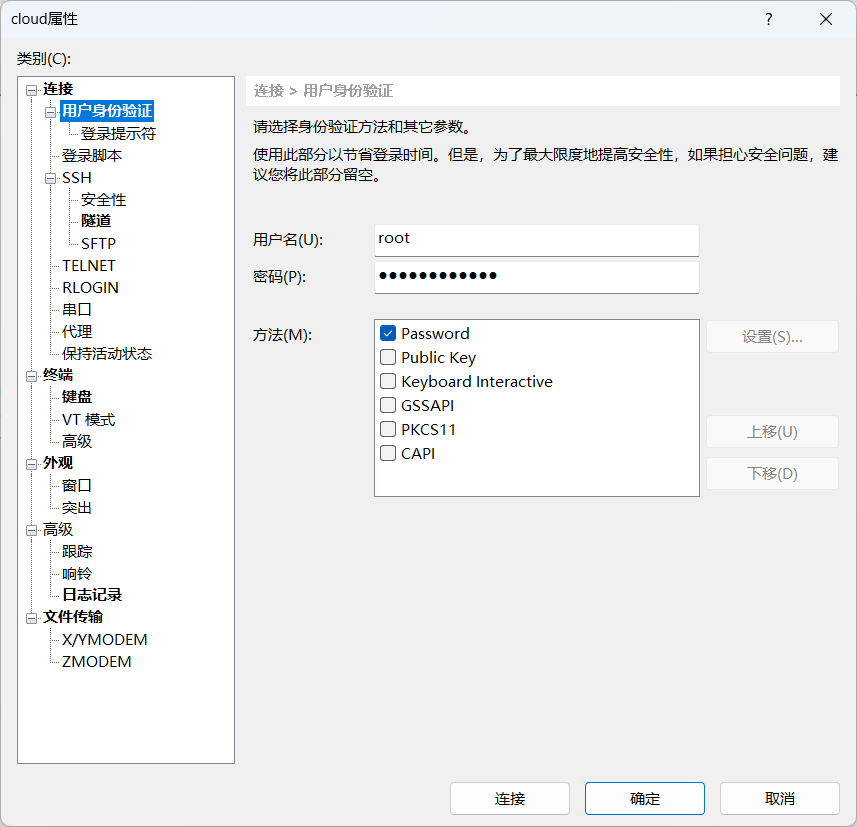 cloud属性
?
类别(C):
连接
用户身份验证
登录提示符
登录脚本
SSH
安全性
隧道
SFTP
TELNET
RLOGIN
串口
代理
保持活动状态
终端
键盘
VT 模式
高级
外观
窗口
突出
高级
跟踪
响铃
日志记录
文件传输
X/YMODEM
ZMODEM
连接 > 用户身份验证
请选择身份验证方法和其它参数。
使用此部分以节省登录时间。但是，为了最大限度地提高安全性，如果担心安全问题，建
议您将此部分留空。
用户名(U): root
密码(P): ●●●●●●●●●●●●
方法(M):
Password
Public Key
Keyboard Interactive
GSSAPI
PKCS11
CAPI
设置(S)...
上移(U)
下移(D)
连接 确定 取消